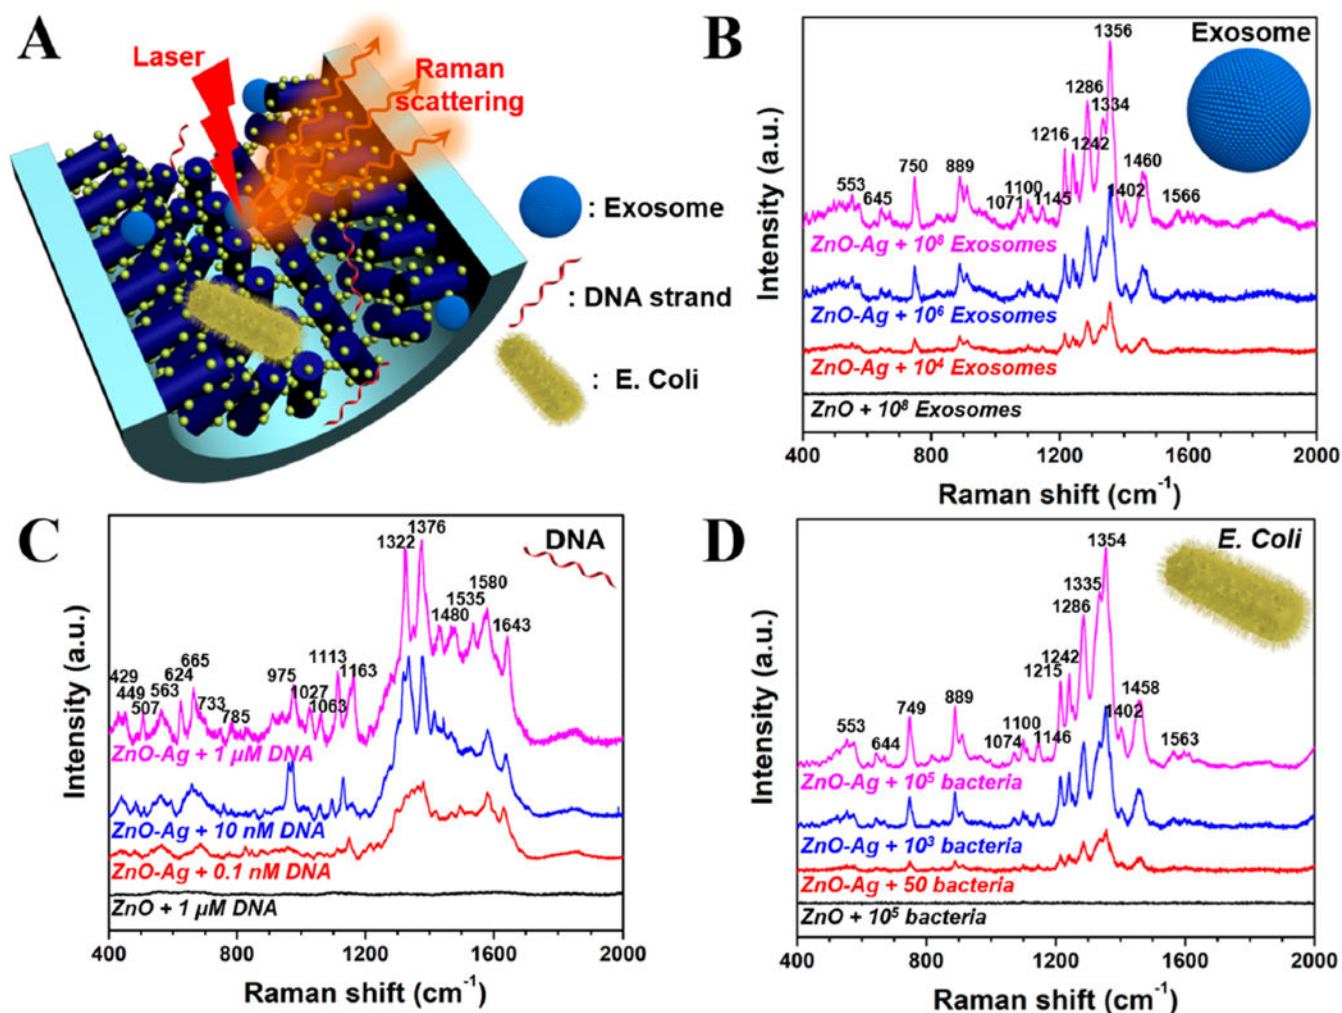 A
Laser
Raman
scattering
: Exosome
: DNA strand
: E. Coli
B
Exosome
1356
1286
1334
1216
1242
750
889
1460
553
645
1071
1100
1145
1402
1566
ZnO-Ag + 10⁸ Exosomes
ZnO-Ag + 10⁶ Exosomes
ZnO-Ag + 10⁴ Exosomes
ZnO + 10⁸ Exosomes
Intensity (a.u.)
400 800 1200 1600 2000
Raman shift (cm⁻¹)
C
DNA
1376
1322
1580
1535
1480
1643
1113
1163
665
624
429
449
563
507
733
785
975
1027
1063
ZnO-Ag + 1 µM DNA
ZnO-Ag + 10 nM DNA
ZnO-Ag + 0.1 nM DNA
ZnO + 1 µM DNA
Intensity (a.u.)
400 800 1200 1600 2000
Raman shift (cm⁻¹)
D
E. Coli
1354
1335
1286
1242
1215
1458
1402
749
889
553
644
1074
1100
1146
1563
ZnO-Ag + 10⁵ bacteria
ZnO-Ag + 10³ bacteria
ZnO-Ag + 50 bacteria
ZnO + 10⁵ bacteria
Intensity (a.u.)
400 800 1200 1600 2000
Raman shift (cm⁻¹)